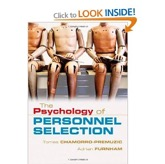 Click to LOOK INSIDE!
The
Psychology of
PERSONNEL
SELECTION
Tomas CHAMORRO-PREMUZIC
Adrian FURNHAM